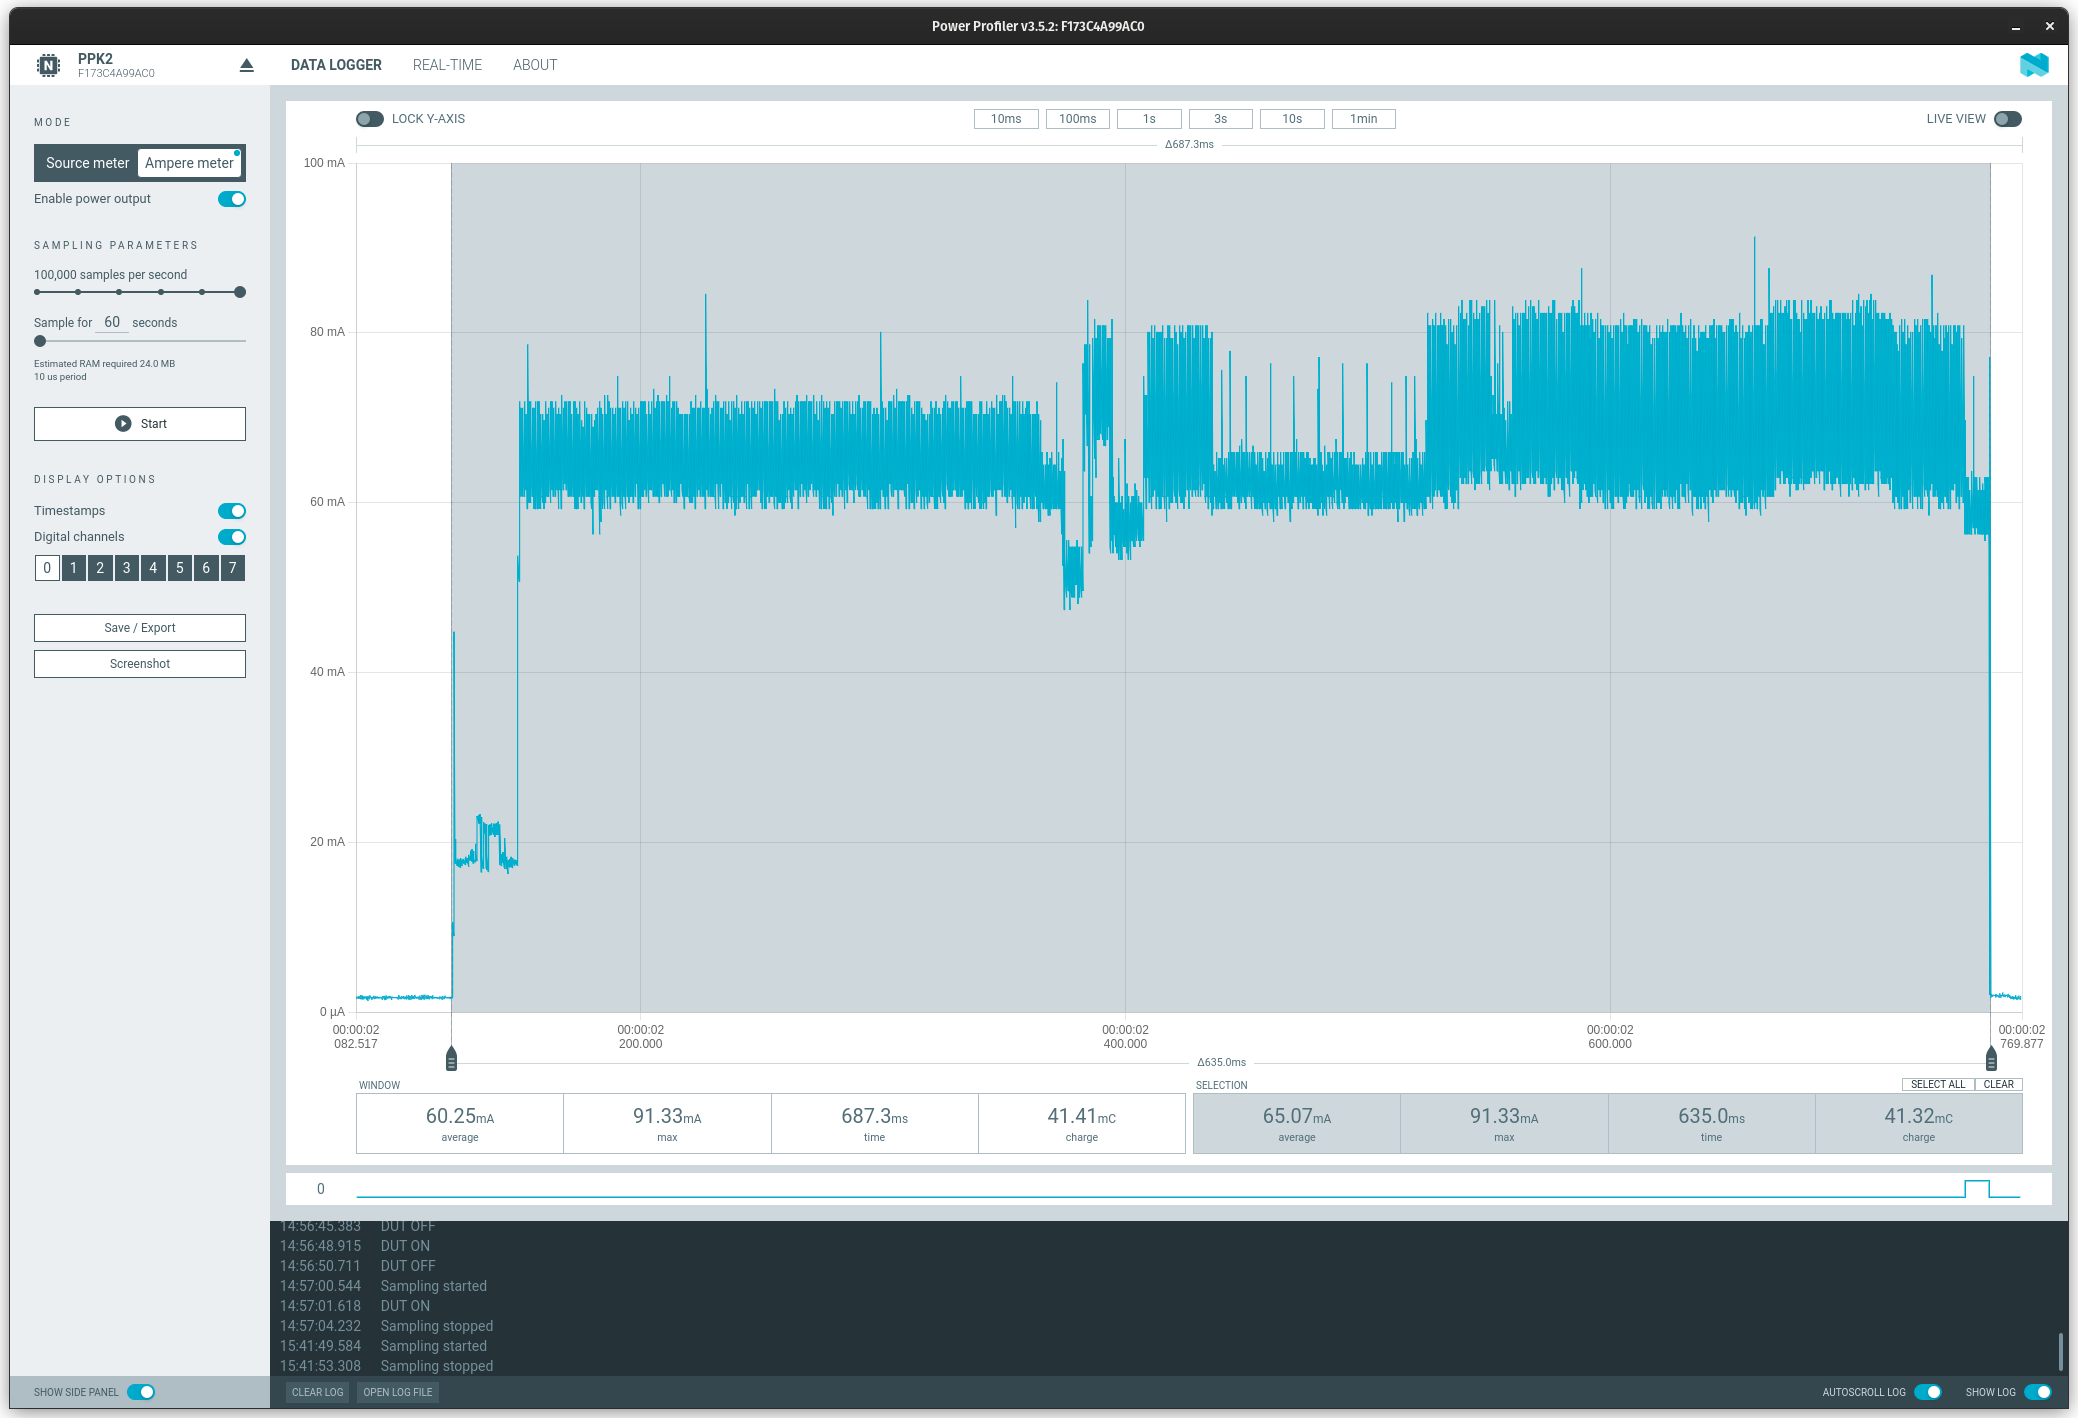 Power Profiler v3.5.2: F173C4A99AC0
N
PPK2
F173C4A99AC0
DATA LOGGER
REAL-TIME
ABOUT
MODE
Source meter
Ampere meter
Enable power output
SAMPLING PARAMETERS
100,000 samples per second
Sample for 60 seconds
Estimated RAM required 24.0 MB
10 us period
Start
DISPLAY OPTIONS
Timestamps
Digital channels
0 1 2 3 4 5 6 7
Save / Export
Screenshot
SHOW SIDE PANEL
LOCK Y-AXIS
10ms 100ms 1s 3s 10s 1min
LIVE VIEW
Δ687.3ms
100 mA
80 mA
60 mA
40 mA
20 mA
0 µA
00:00:02 00:00:02 00:00:02 00:00:02 00:00:02
082.517 200.000 400.000 600.000 769.877
Δ635.0ms
WINDOW
60.25mA 91.33mA 687.3ms 41.41mC
average max time charge
SELECTION
SELECT ALL
CLEAR
65.07mA 91.33mA 635.0ms 41.32mC
average max time charge
0
14:56:45.383 DUT OFF
14:56:48.915 DUT ON
14:56:50.711 DUT OFF
14:57:00.544 Sampling started
14:57:01.618 DUT ON
14:57:04.232 Sampling stopped
15:41:49.584 Sampling started
15:41:53.308 Sampling stopped
CLEAR LOG
OPEN LOG FILE
AUTOSCROLL LOG
SHOW LOG